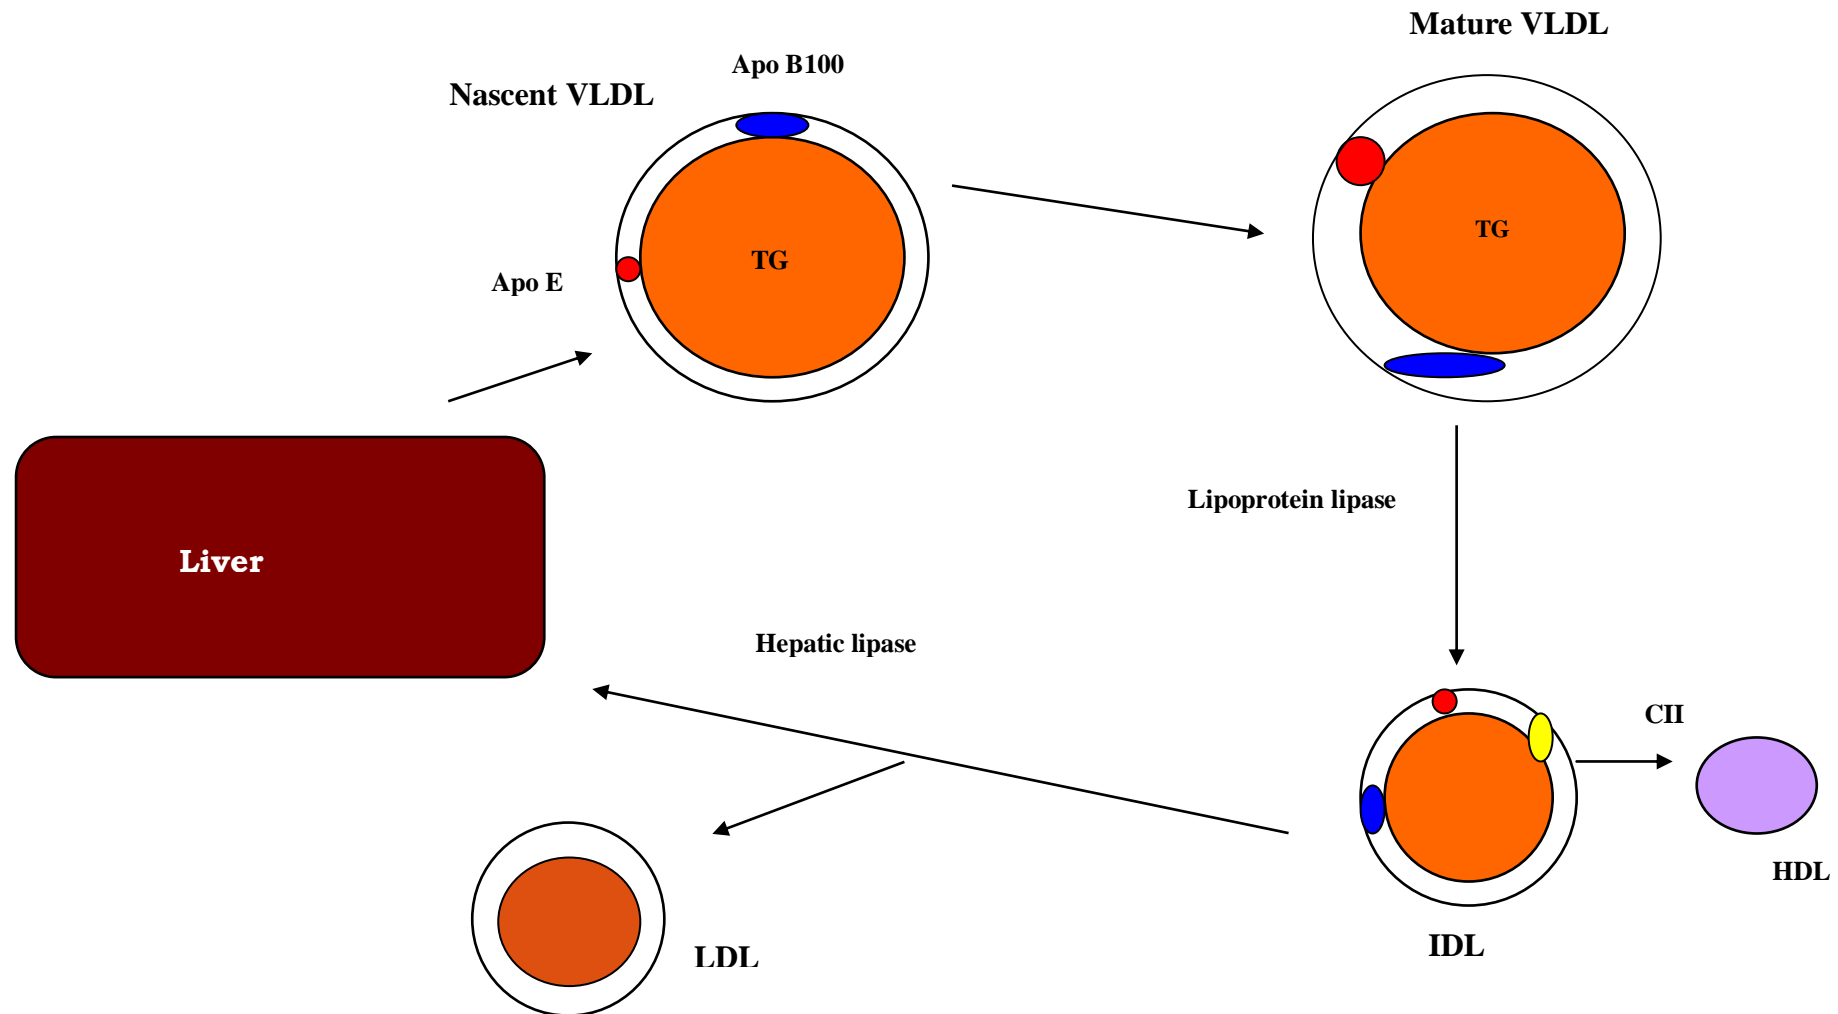 Mature VLDL
Apo B100
Nascent VLDL
TG
TG
Apo E
Lipoprotein lipase
Liver
Hepatic lipase
CII
HDL
IDL
LDL